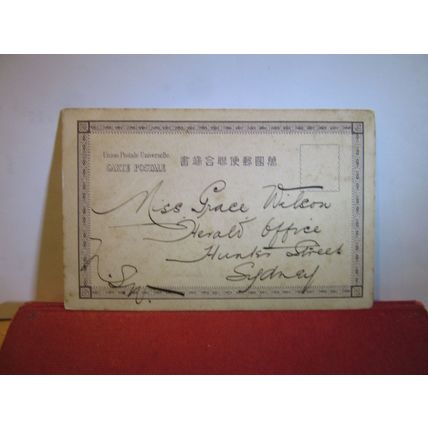 Union Postale Universelle.
CARTE POSTALE
萬國郵便聯合端書
Miss Grace Wilson
Herald Office
Hunter Street
Sydney